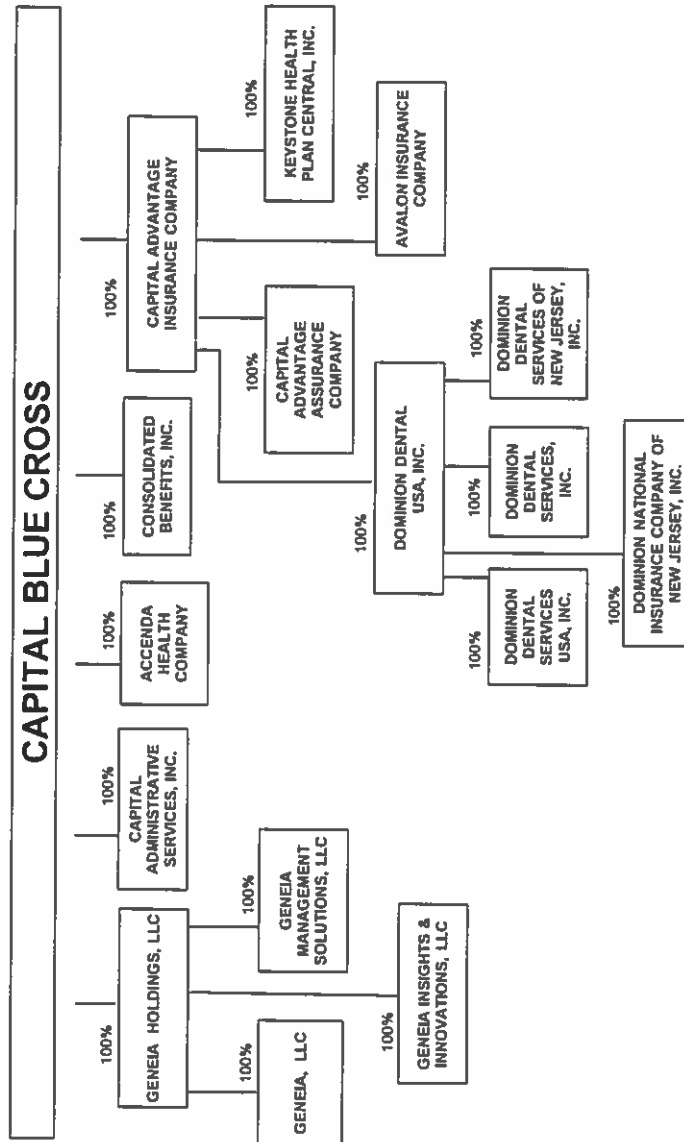 CAPITAL BLUE CROSS
100%
GENEIA HOLDINGS, LLC
100%
CAPITAL
ADMINISTRATIVE
SERVICES, INC.
100%
ACCENDA
HEALTH
COMPANY
100%
CONSOLIDATED
BENEFITS, INC.
100%
CAPITAL ADVANTAGE
INSURANCE COMPANY
100%
GENEIA, LLC
100%
GENEIA
MANAGEMENT
SOLUTIONS, LLC
100%
CAPITAL
ADVANTAGE
ASSURANCE
COMPANY
100%
KEYSTONE HEALTH
PLAN CENTRAL, INC.
100%
GENEIA INSIGHTS &
INNOVATIONS, LLC
100%
DOMINION DENTAL
USA, INC.
100%
AVALON INSURANCE
COMPANY
100%
DOMINION
DENTAL
SERVICES
USA, INC.
100%
DOMINION
DENTAL
SERVICES,
INC.
100%
DOMINION
DENTAL
SERVICES OF
NEW JERSEY,
INC.
100%
DOMINION NATIONAL
INSURANCE COMPANY OF
NEW JERSEY, INC.